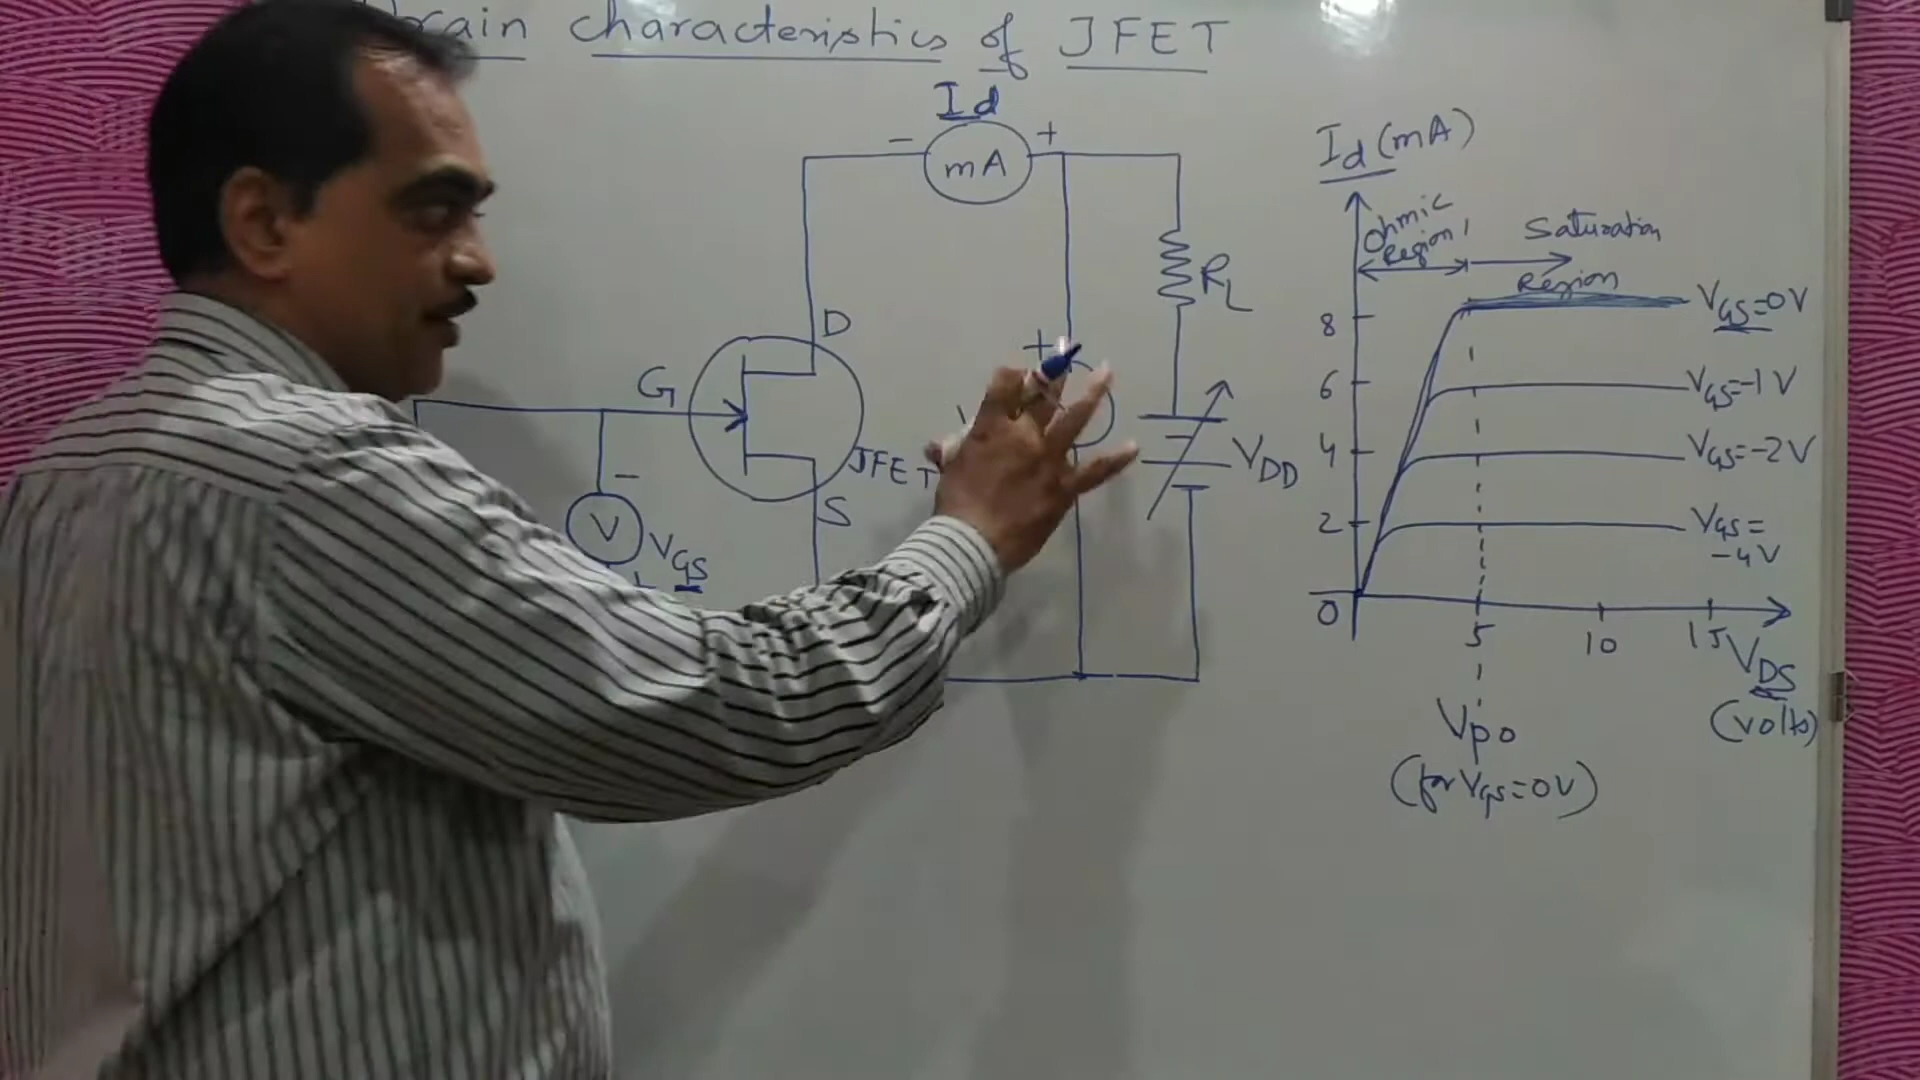 Drain characteristics of JFET
Id
- mA +
Id (mA)
Ohmic
Region
Saturation
Region
RL
D
G
JFET
S
+
VDD
-
V
VGS
+
8
6
4
2
0
VGS=0V
VGS=-1V
VGS=-2V
VGS=
-4V
5
10
15
VDS
(volts)
Vpo
(for VGS=0V)